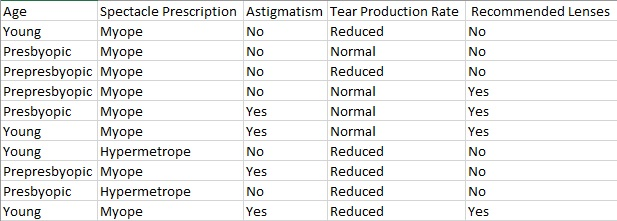 Age Spectacle Prescription Astigmatism Tear Production Rate Recommended Lenses
Young Myope No Reduced No
Presbyopic Myope No Normal No
Prepresbyopic Myope No Reduced No
Prepresbyopic Myope No Normal Yes
Presbyopic Myope Yes Normal Yes
Young Myope Yes Normal Yes
Young Hypermetrope No Reduced No
Prepresbyopic Myope Yes Reduced No
Presbyopic Hypermetrope No Reduced No
Young Myope Yes Reduced Yes